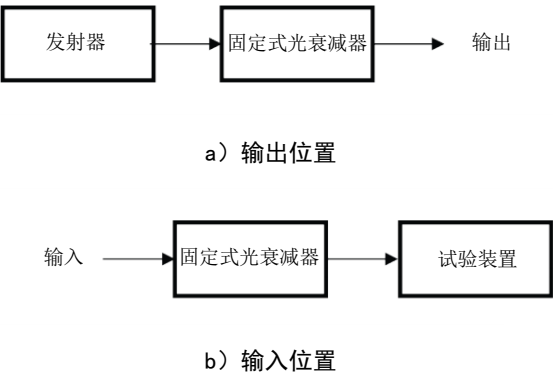 发射器 固定式光衰减器 输出
a）输出位置
输入 固定式光衰减器 试验装置
b）输入位置